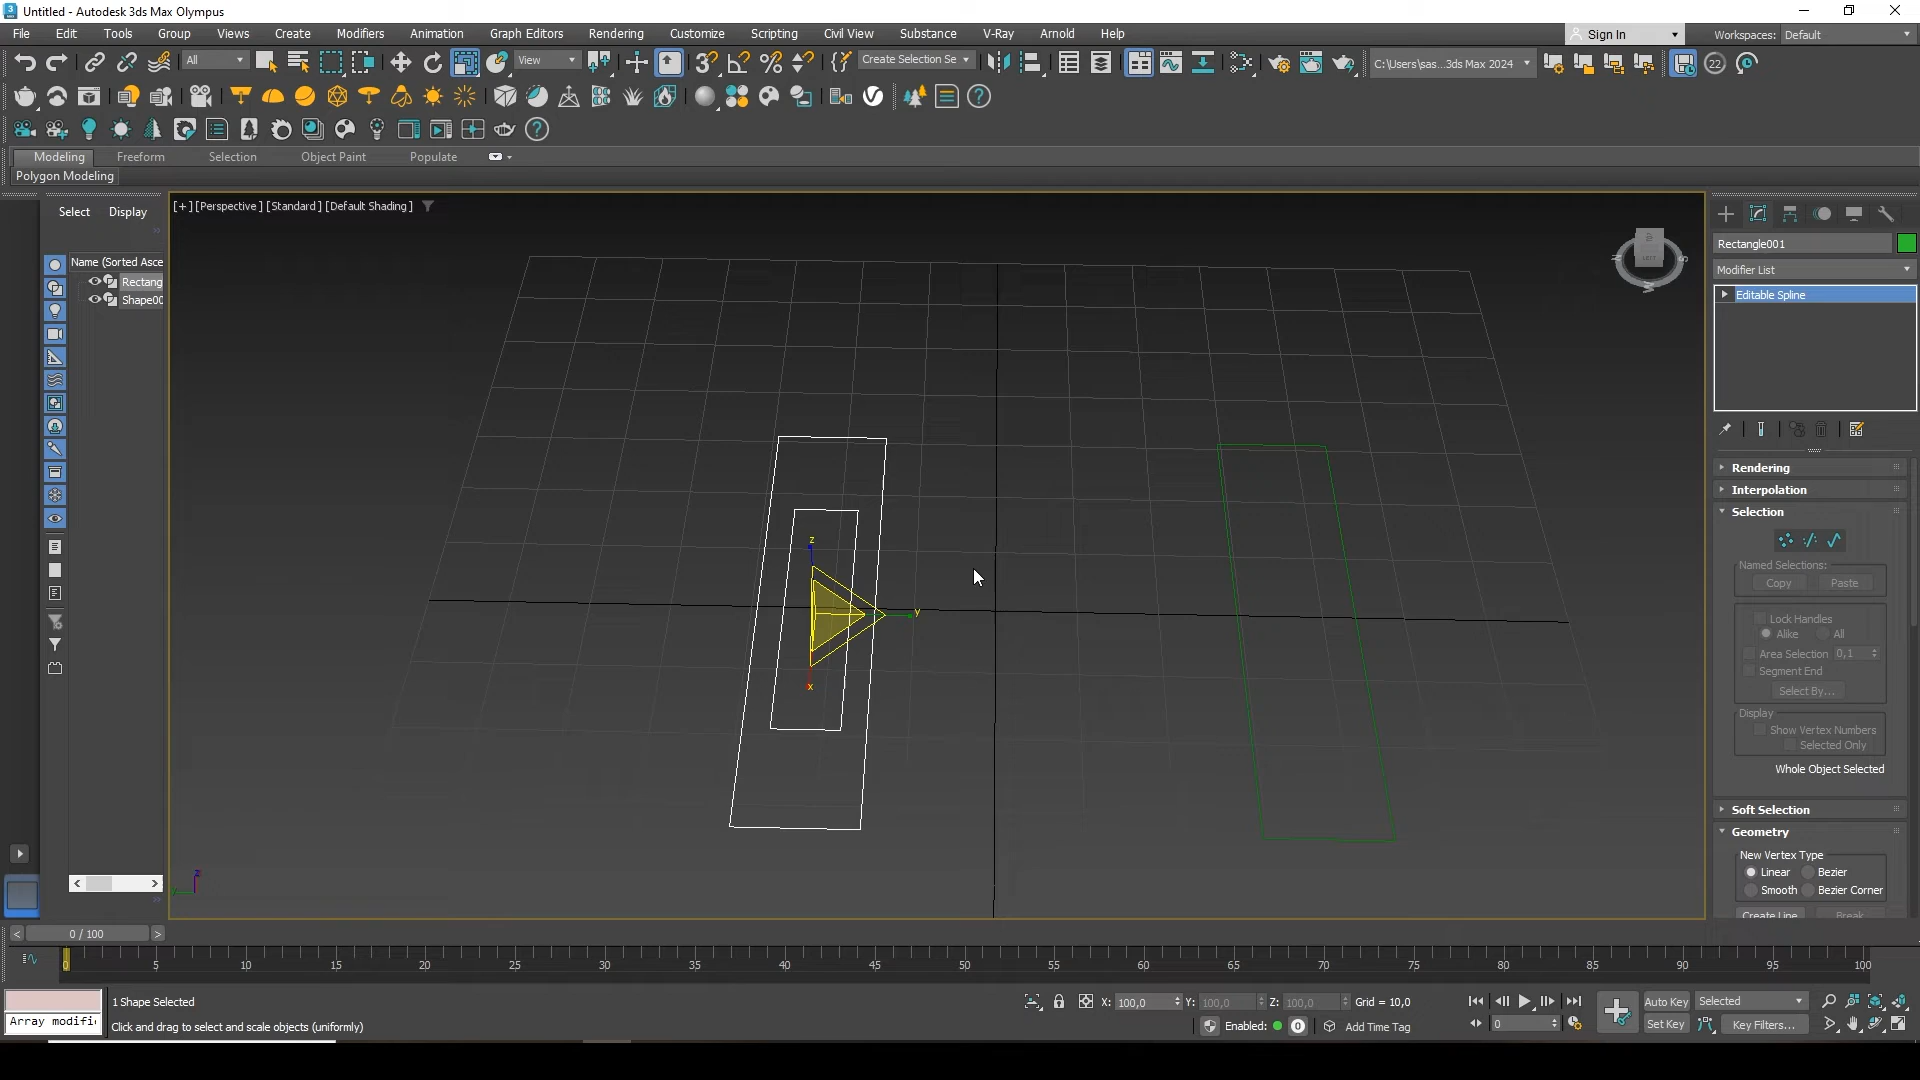 Untitled - Autodesk 3ds Max Olympus
File Edit Tools Group Views Create Modifiers Animation Graph Editors Rendering Customize Scripting Civil View Substance V-Ray Arnold Help
Sign In Workspaces: Default
All View Create Selection Se C:\Users\sas...3ds Max 2024 22
Modeling Freeform Selection Object Paint Populate
Polygon Modeling
Select Display
[+] [Perspective] [Standard] [Default Shading]
Name (Sorted Asce
Rectang
Shape00
Rectangle001
Modifier List
Editable Spline
Rendering
Interpolation
Selection
Named Selections:
Copy Paste
Lock Handles
Alike All
Area Selection 0,1
Segment End
Select By...
Display
Show Vertex Numbers
Selected Only
Whole Object Selected
Soft Selection
Geometry
New Vertex Type
Linear Bezier
Smooth Bezier Corner
Create Line Break
z
y
x
z
y
S
W
< 0 / 100 >
0 5 10 15 20 25 30 35 40 45 50 55 60 65 70 75 80 85 90 95 100
1 Shape Selected
Array modifi
Click and drag to select and scale objects (uniformly)
X: 100,0 Y: 100,0 Z: 100,0 Grid = 10,0
Enabled: 0 Add Time Tag
0
Auto Key Selected
Set Key Key Filters...